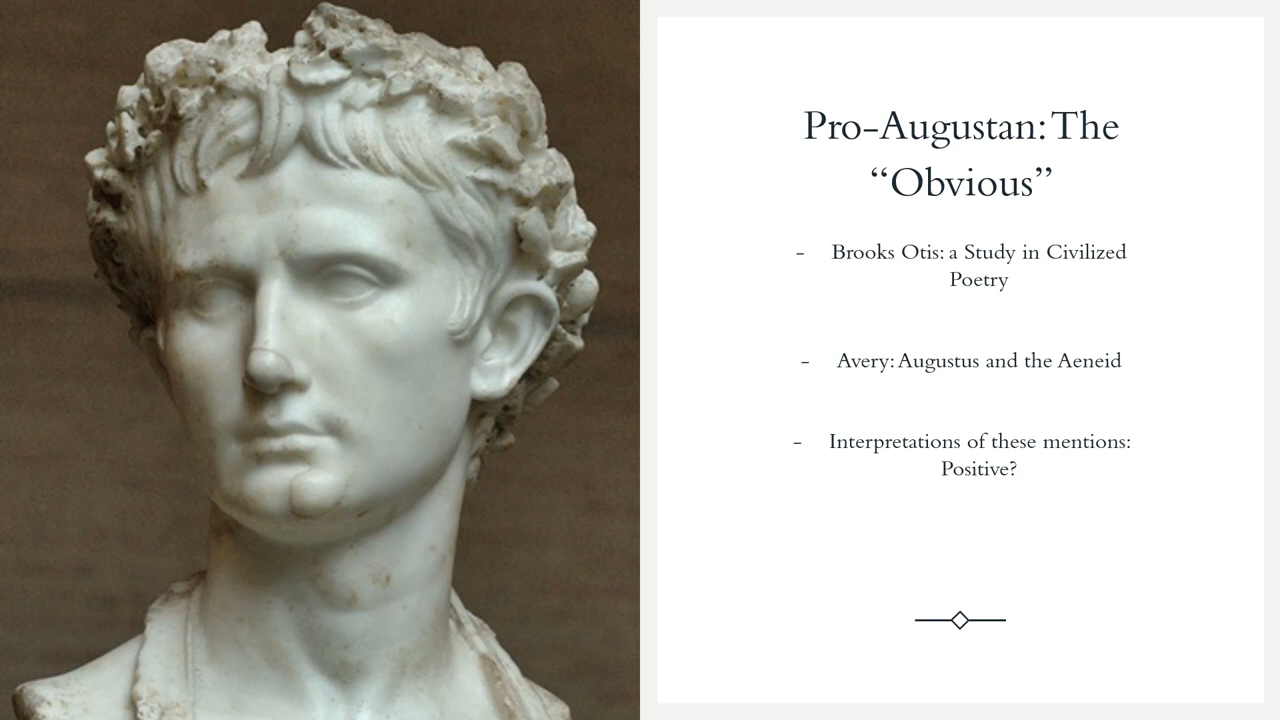 Pro-Augustan: The
“Obvious”
- Brooks Otis: a Study in Civilized
Poetry
- Avery: Augustus and the Aeneid
- Interpretations of these mentions:
Positive?